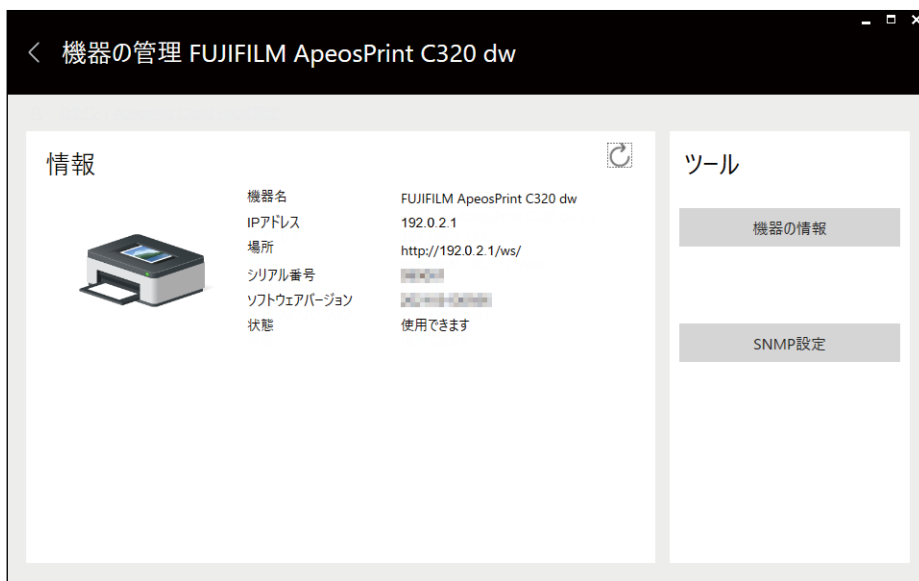 機器の管理 FUJIFILM ApeosPrint C320 dw
情報
機器名 FUJIFILM ApeosPrint C320 dw
IPアドレス 192.0.2.1
場所 http://192.0.2.1/ws/
シリアル番号
ソフトウェアバージョン
状態 使用できます
ツール
機器の情報
SNMP設定